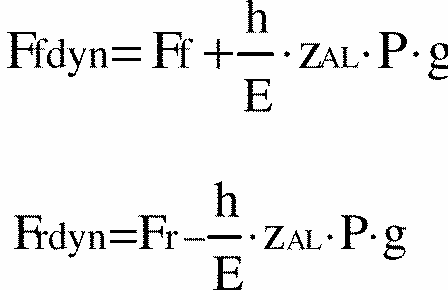 Ffdyn= Ff + h/E · zAL · P · g
Frdyn=Fr – h/E · zAL · P · g